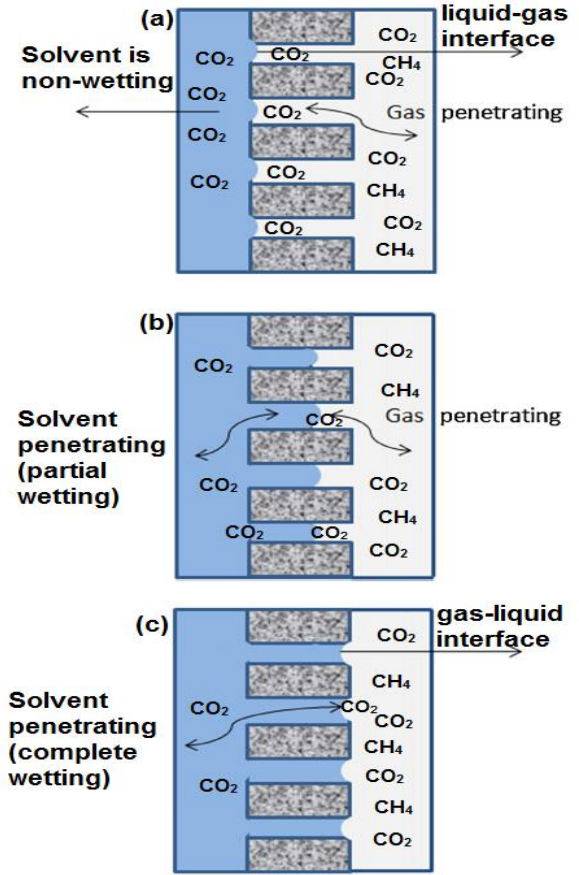 (a)
liquid-gas
interface
Solvent is
non-wetting
CO₂
CO₂
CO₂
CH₄
CO₂
CO₂
CO₂
Gas penetrating
CO₂
CO₂
CO₂
CO₂
CH₄
CO₂
CO₂
CH₄
(b)
CO₂
CO₂
CH₄
Solvent
penetrating
(partial
wetting)
CO₂
Gas penetrating
CO₂
CO₂
CH₄
CO₂
CO₂
CO₂
(c)
gas-liquid
interface
CO₂
CH₄
Solvent
penetrating
(complete
wetting)
CO₂
CO₂
CO₂
CH₄
CO₂
CO₂
CH₄
CO₂